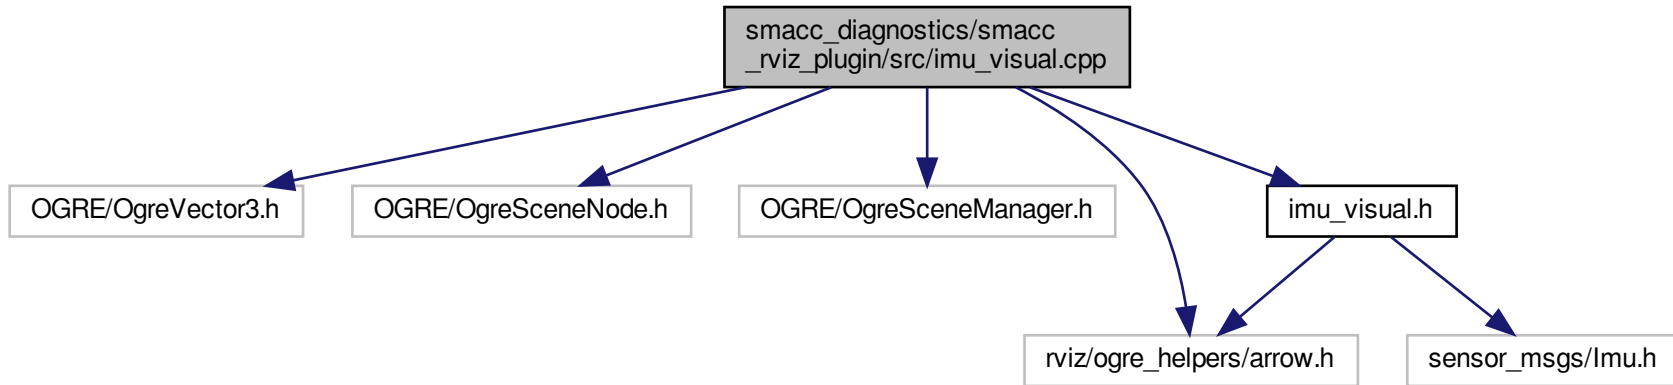 smacc_diagnostics/smacc
_rviz_plugin/src/imu_visual.cpp
OGRE/OgreVector3.h
OGRE/OgreSceneNode.h
OGRE/OgreSceneManager.h
imu_visual.h
rviz/ogre_helpers/arrow.h
sensor_msgs/Imu.h